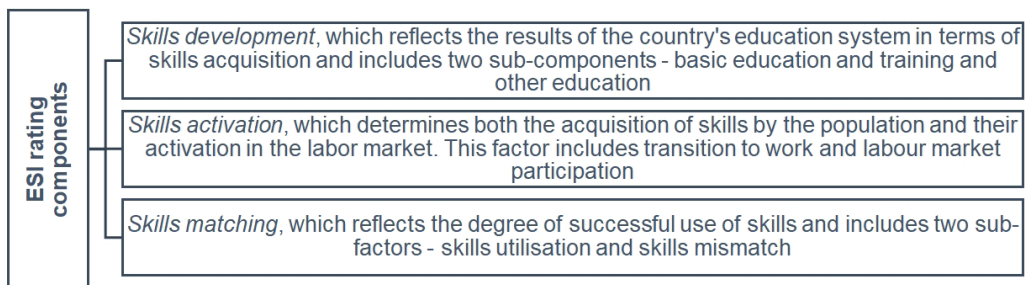 ESI rating
components
Skills development, which reflects the results of the country's education system in terms of
skills acquisition and includes two sub-components - basic education and training and
other education
Skills activation, which determines both the acquisition of skills by the population and their
activation in the labor market. This factor includes transition to work and labour market
participation
Skills matching, which reflects the degree of successful use of skills and includes two sub-
factors - skills utilisation and skills mismatch